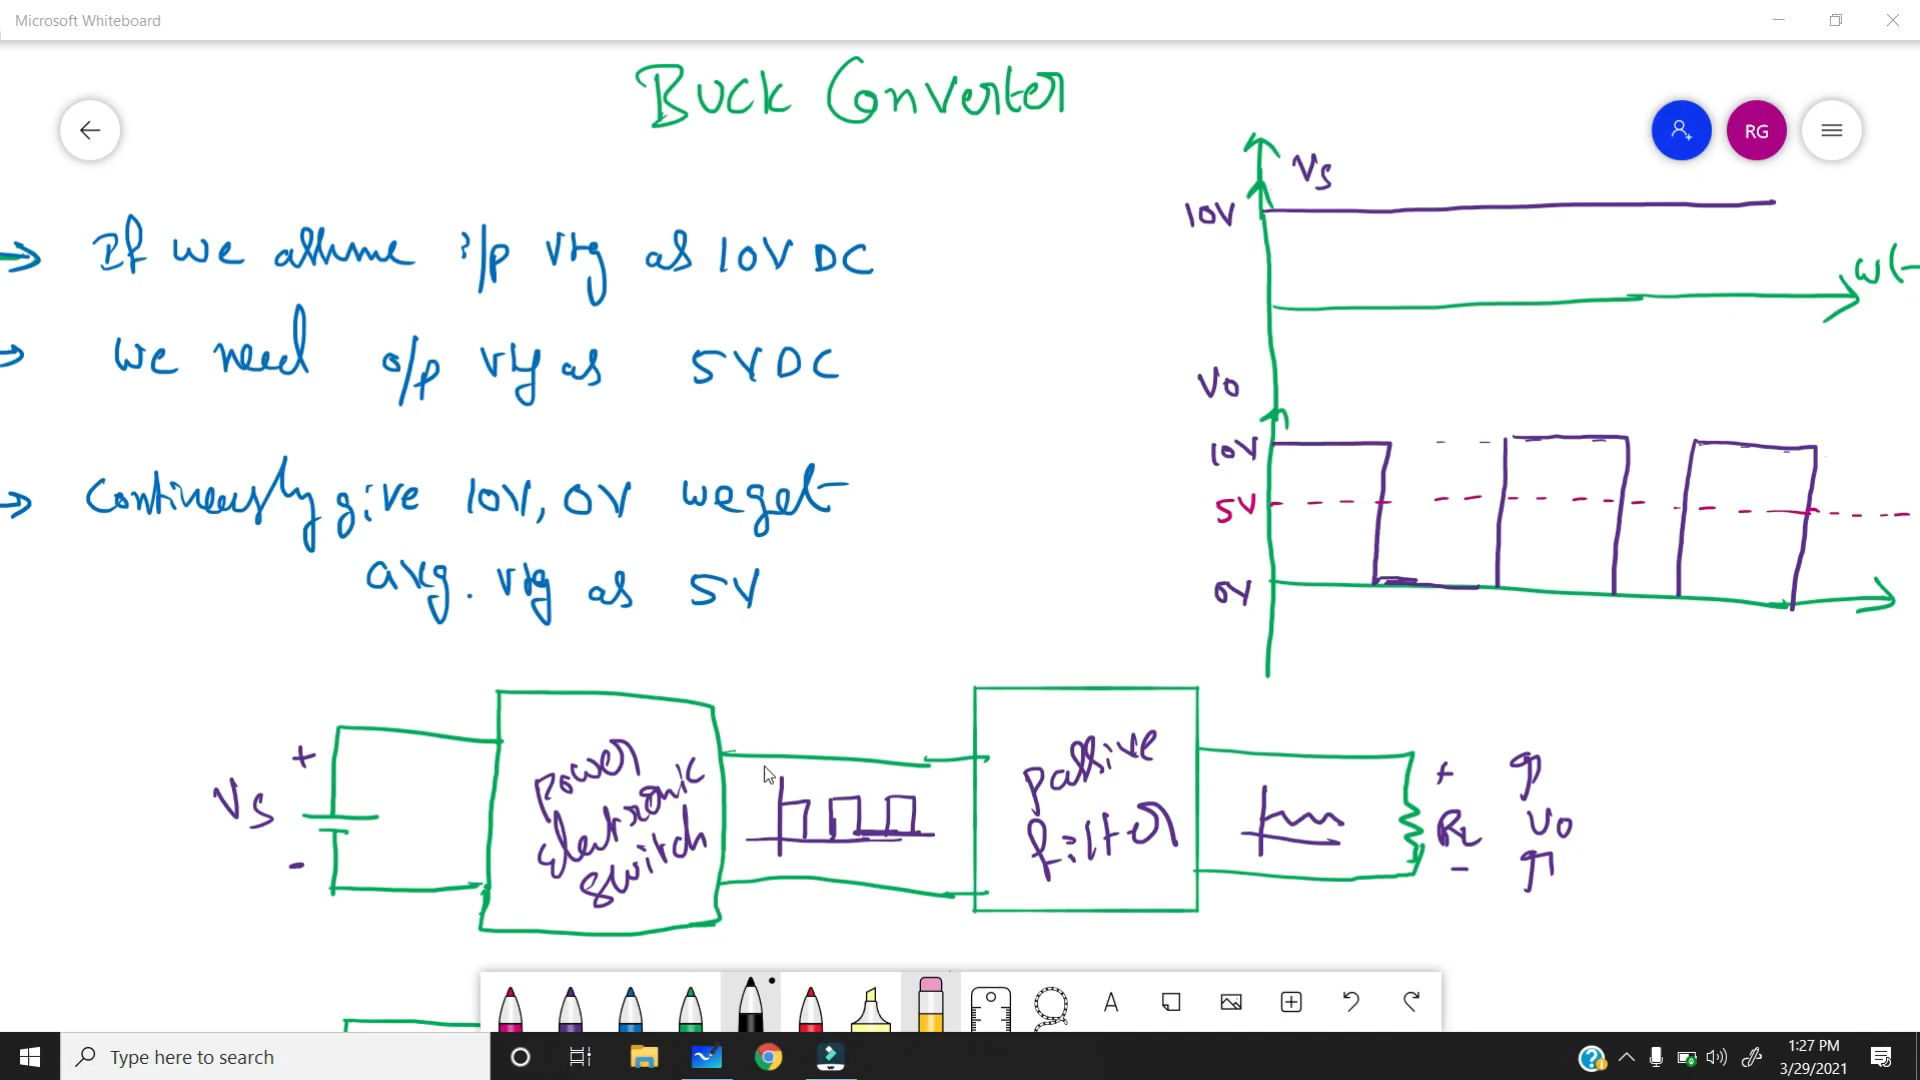 Microsoft Whiteboard
Buck Converter
RG
Vs
10V
If we assume i/p vtg as 10V DC
we need o/p vtg as 5V DC
Vo
10V
5V
0V
Continuously give 10V, 0V we get
avg. vtg as 5V
Vs
+
-
power
electronic
switch
passive
filter
+
RL
-
Vo
A
Type here to search
1:27 PM
3/29/2021